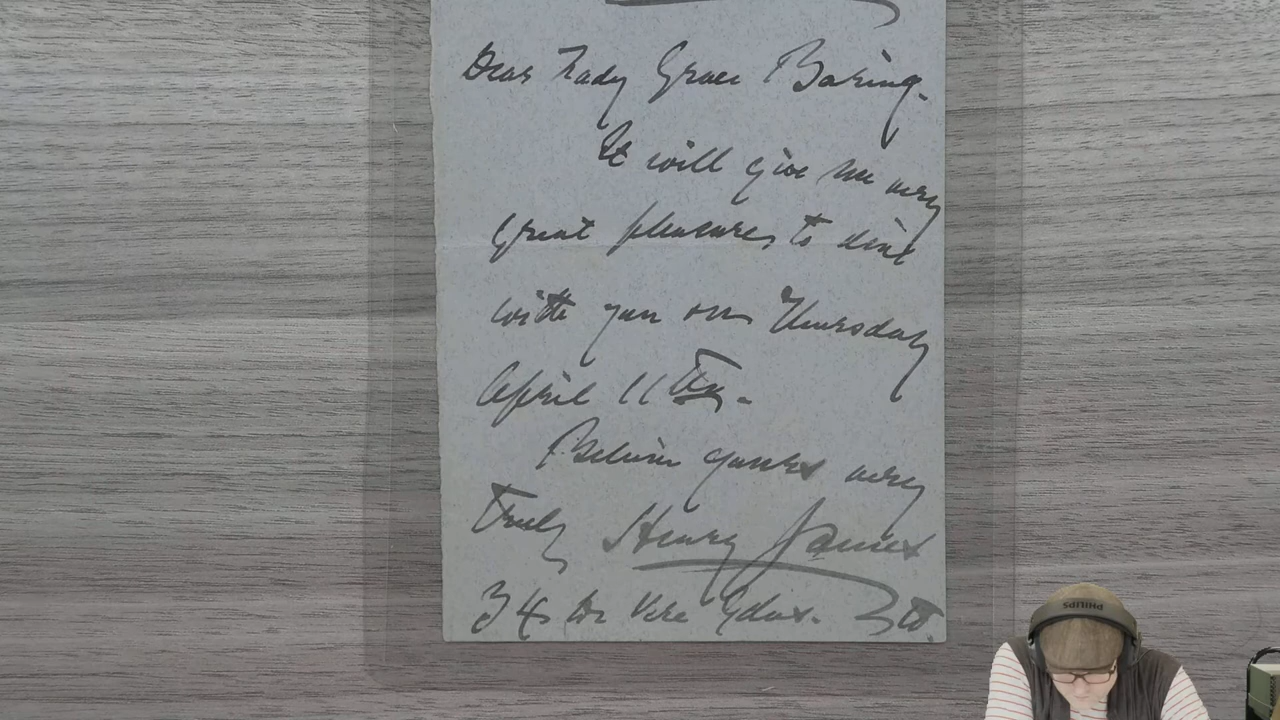 Dear Lady Grace Baring.
It will give me very
great pleasure, to dine
with you on Thursday
April 11th.
Believe yours very
truly Henry James
34 De Vere Gdns. W.
PHILIPS